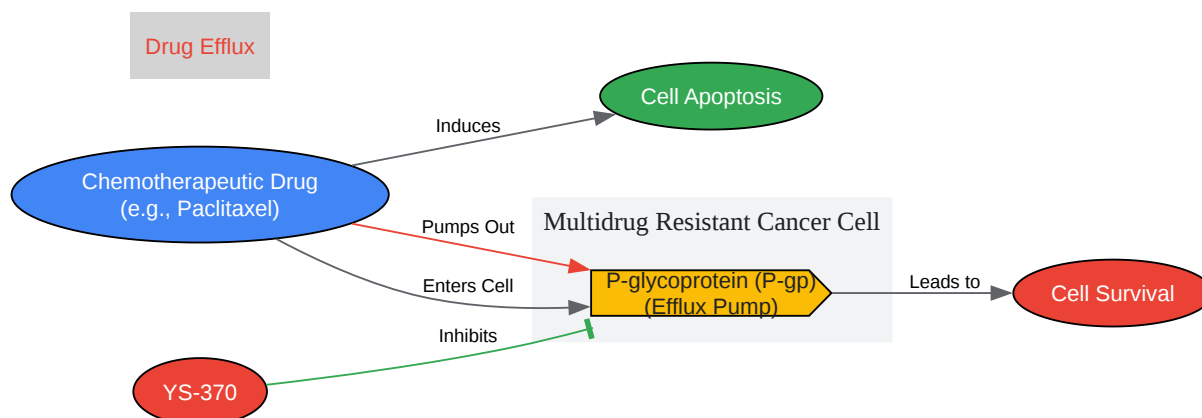 Drug Efflux
Cell Apoptosis
Induces
Chemotherapeutic Drug
(e.g., Paclitaxel)
Pumps Out
Multidrug Resistant Cancer Cell
Enters Cell
P-glycoprotein (P-gp)
(Efflux Pump)
Leads to
Cell Survival
Inhibits
YS-370